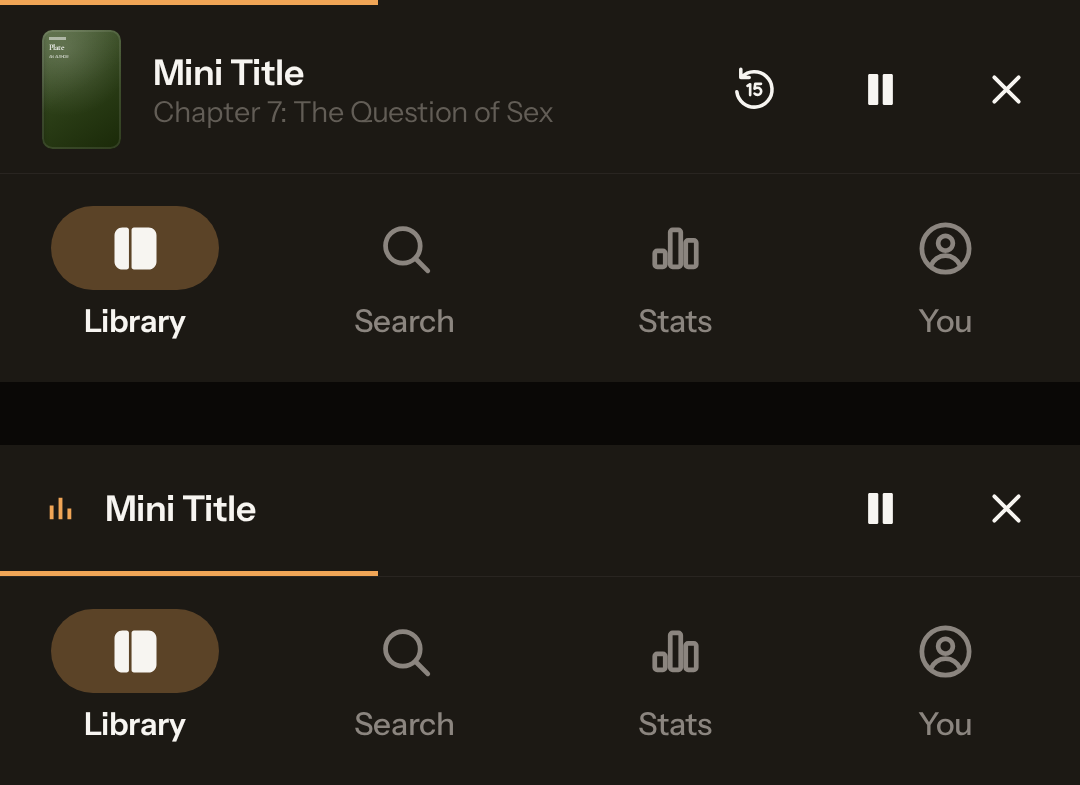 Plate
Mini Title
Chapter 7: The Question of Sex
15
Library
Search
Stats
You
Mini Title
Library
Search
Stats
You